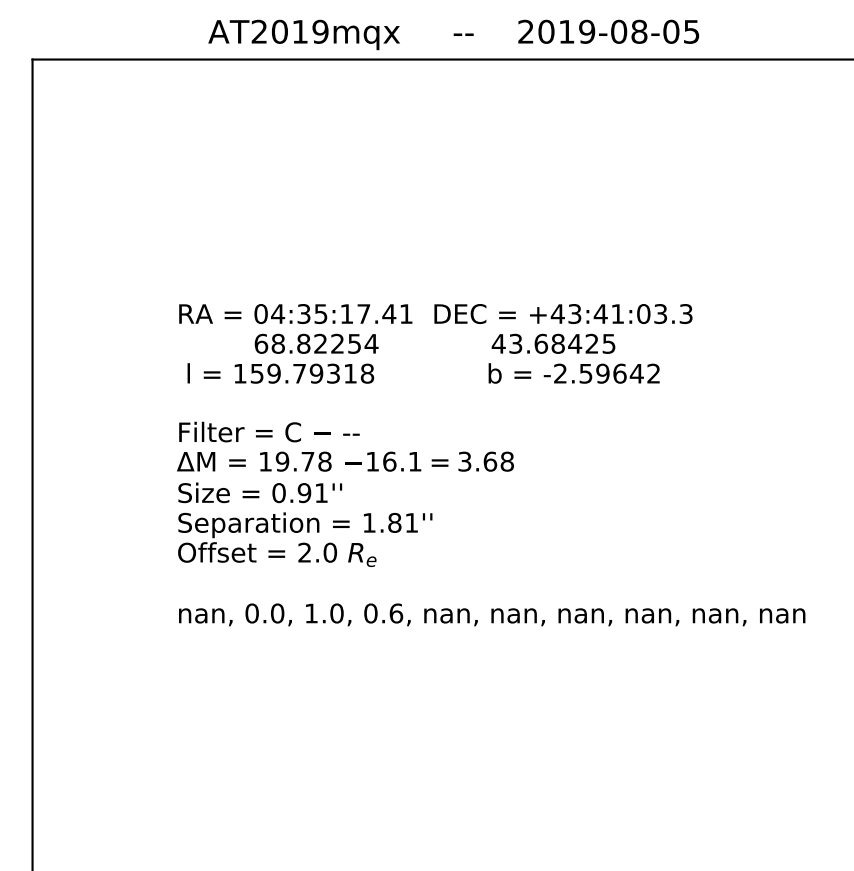 AT2019mqx -- 2019-08-05
RA = 04:35:17.41 DEC = +43:41:03.3
68.82254 43.68425
l = 159.79318 b = -2.59642
Filter = C − --
ΔM = 19.78 −16.1 = 3.68
Size = 0.91''
Separation = 1.81''
Offset = 2.0 Rₑ
nan, 0.0, 1.0, 0.6, nan, nan, nan, nan, nan, nan